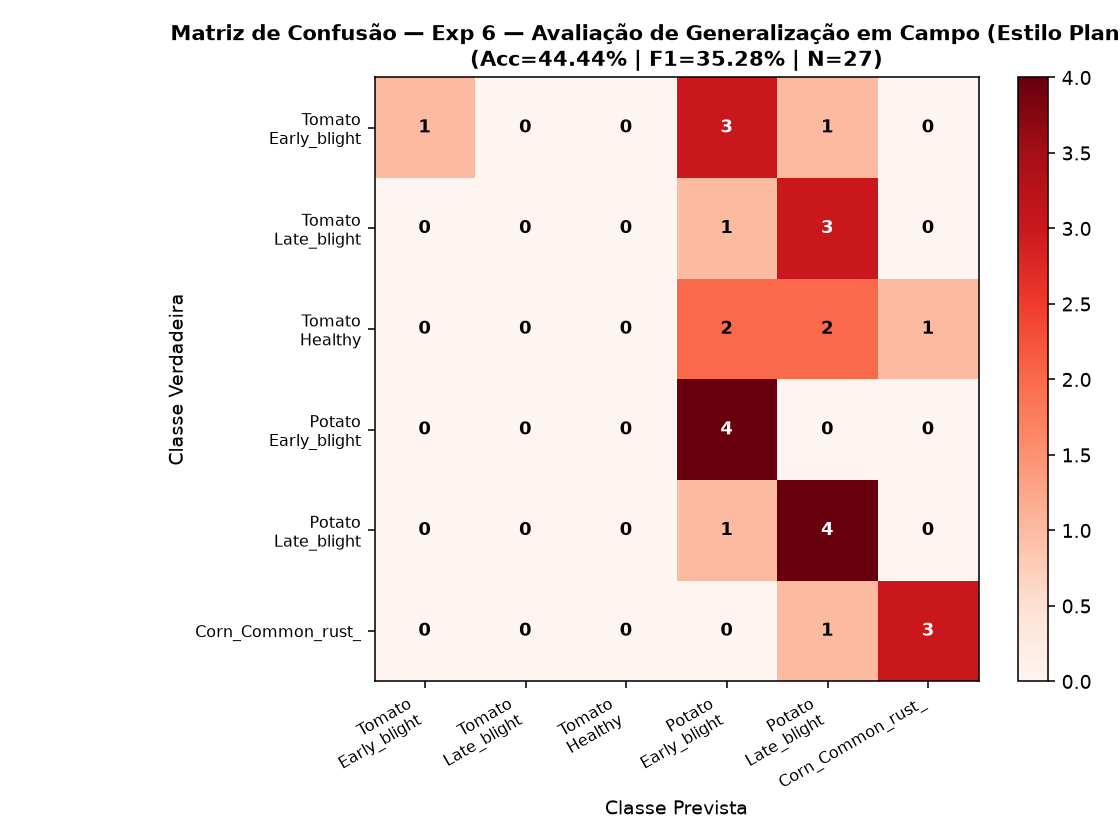 Matriz de Confusão — Exp 6 — Avaliação de Generalização em Campo (Estilo Plan
(Acc=44.44% | F1=35.28% | N=27)
Classe Verdadeira
Tomato
Early_blight
1 0 0 3 1 0
Tomato
Late_blight
0 0 0 1 3 0
Tomato
Healthy
0 0 0 2 2 1
Potato
Early_blight
0 0 0 4 0 0
Potato
Late_blight
0 0 0 1 4 0
Corn_Common_rust_
0 0 0 0 1 3
Tomato
Early_blight
Tomato
Late_blight
Tomato
Healthy
Potato
Early_blight
Potato
Late_blight
Corn_Common_rust_
Classe Prevista
4.0
3.5
3.0
2.5
2.0
1.5
1.0
0.5
0.0